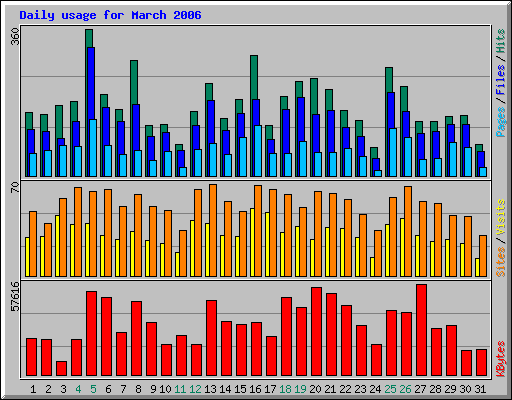 Daily usage for March 2006
360
Pages / Files / Hits
70
Sites / Visits
57616
KBytes
1 2 3 4 5 6 7 8 9 10 11 12 13 14 15 16 17 18 19 20 21 22 23 24 25 26 27 28 29 30 31